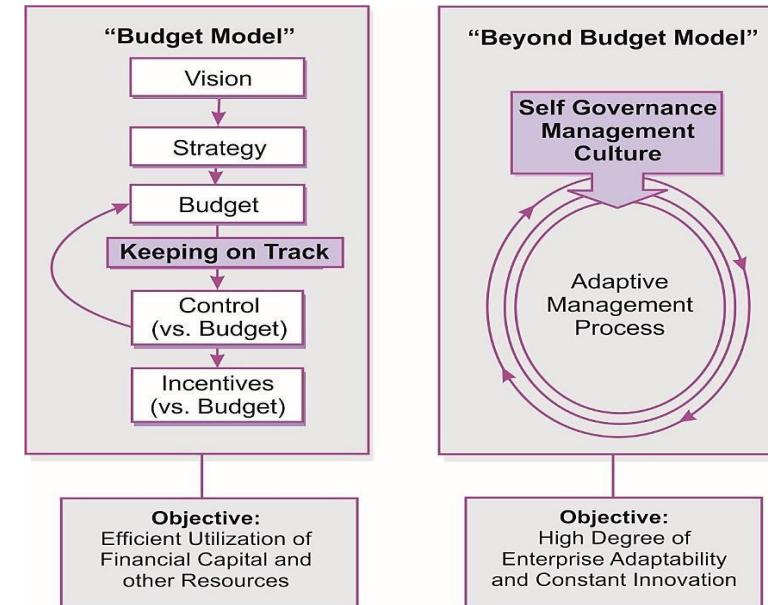 “Budget Model”
Vision
Strategy
Budget
Keeping on Track
Control
(vs. Budget)
Incentives
(vs. Budget)
Objective:
Efficient Utilization of
Financial Capital and
other Resources
“Beyond Budget Model”
Self Governance
Management
Culture
Adaptive
Management
Process
Objective:
High Degree of
Enterprise Adaptability
and Constant Innovation